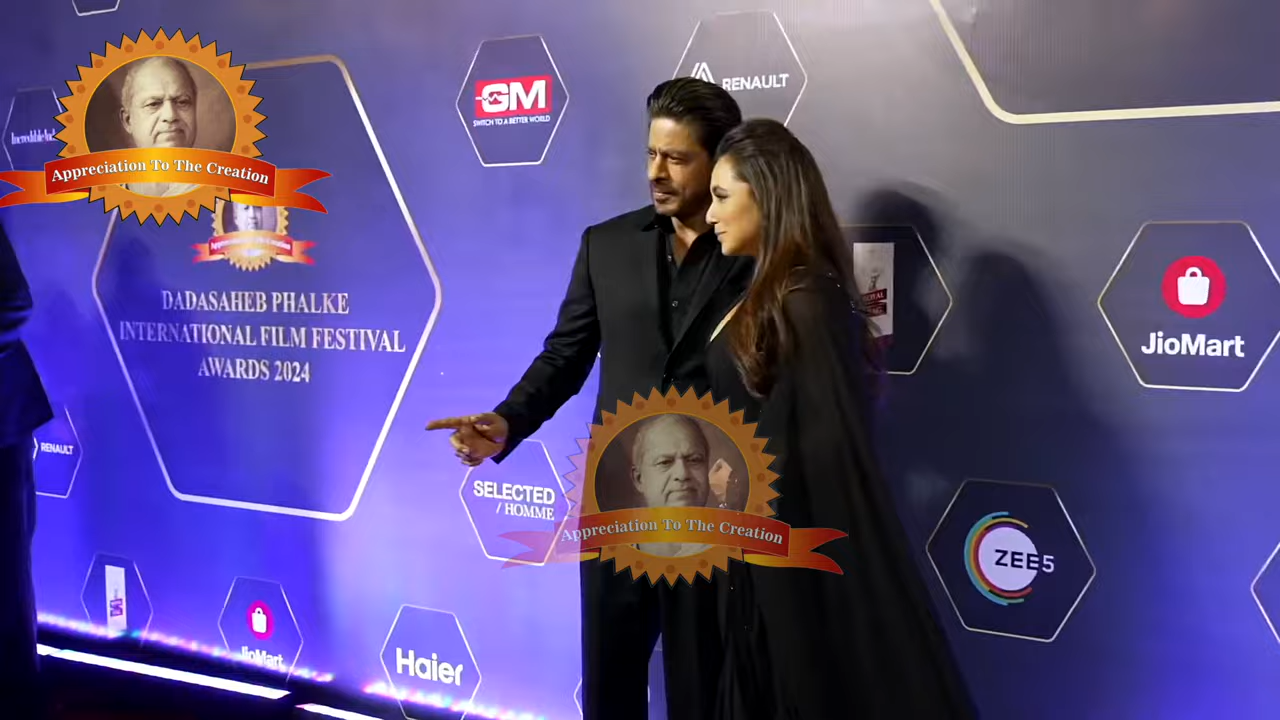 GM
SWITCH TO A BETTER WORLD
RENAULT
Appreciation To The Creation
DADASAHEB PHALKE
INTERNATIONAL FILM FESTIVAL
AWARDS 2024
JioMart
RENAULT
SELECTED
/ HOMME
Appreciation To The Creation
ZEE5
JioMart
Haier